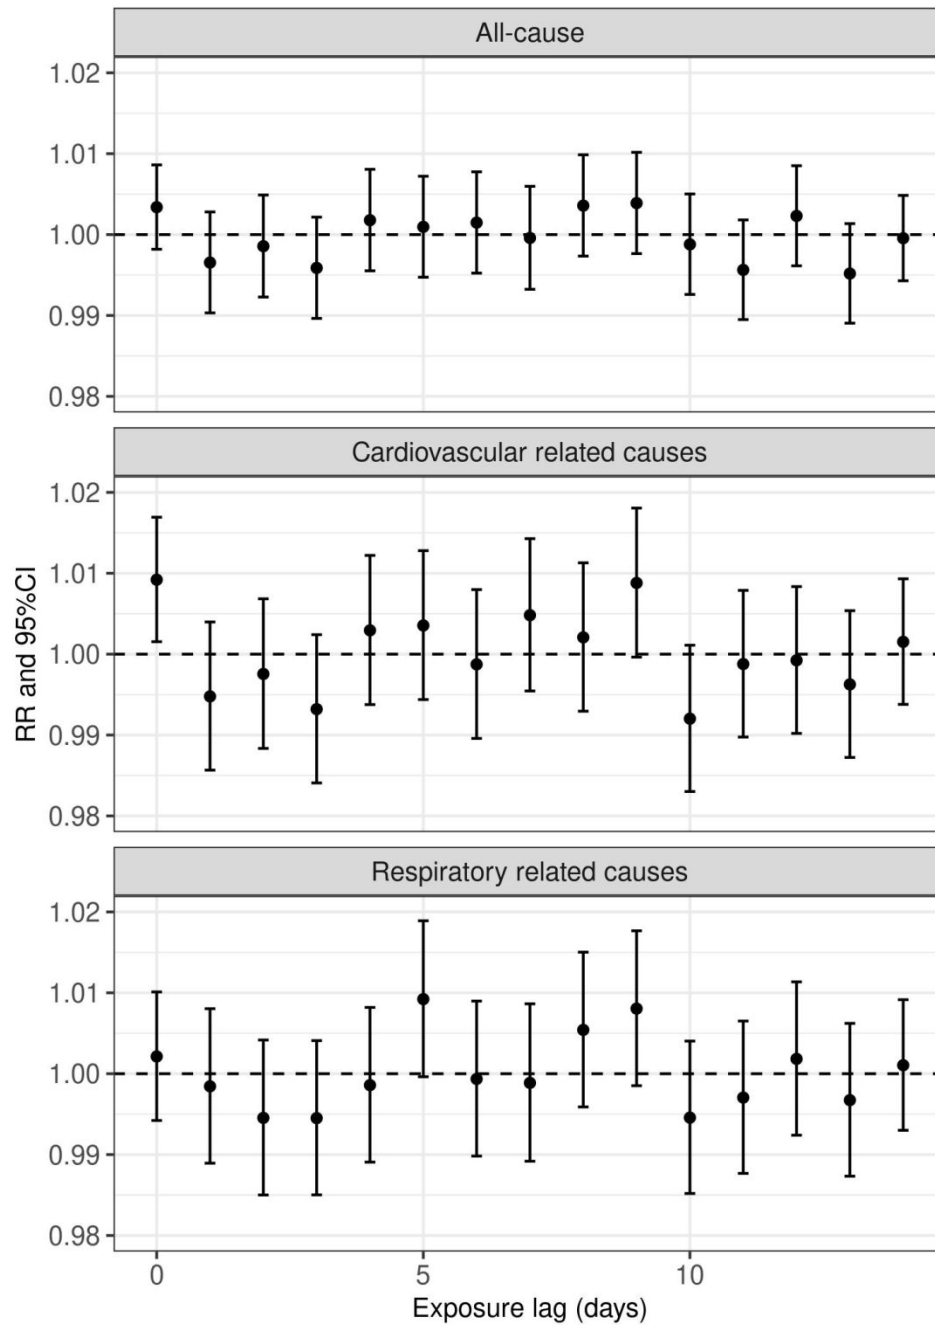 All-cause
1.02
1.01
1.00
0.99
0.98
Cardiovascular related causes
1.02
1.01
1.00
0.99
0.98
RR and 95%CI
Respiratory related causes
1.02
1.01
1.00
0.99
0.98
0 5 10
Exposure lag (days)